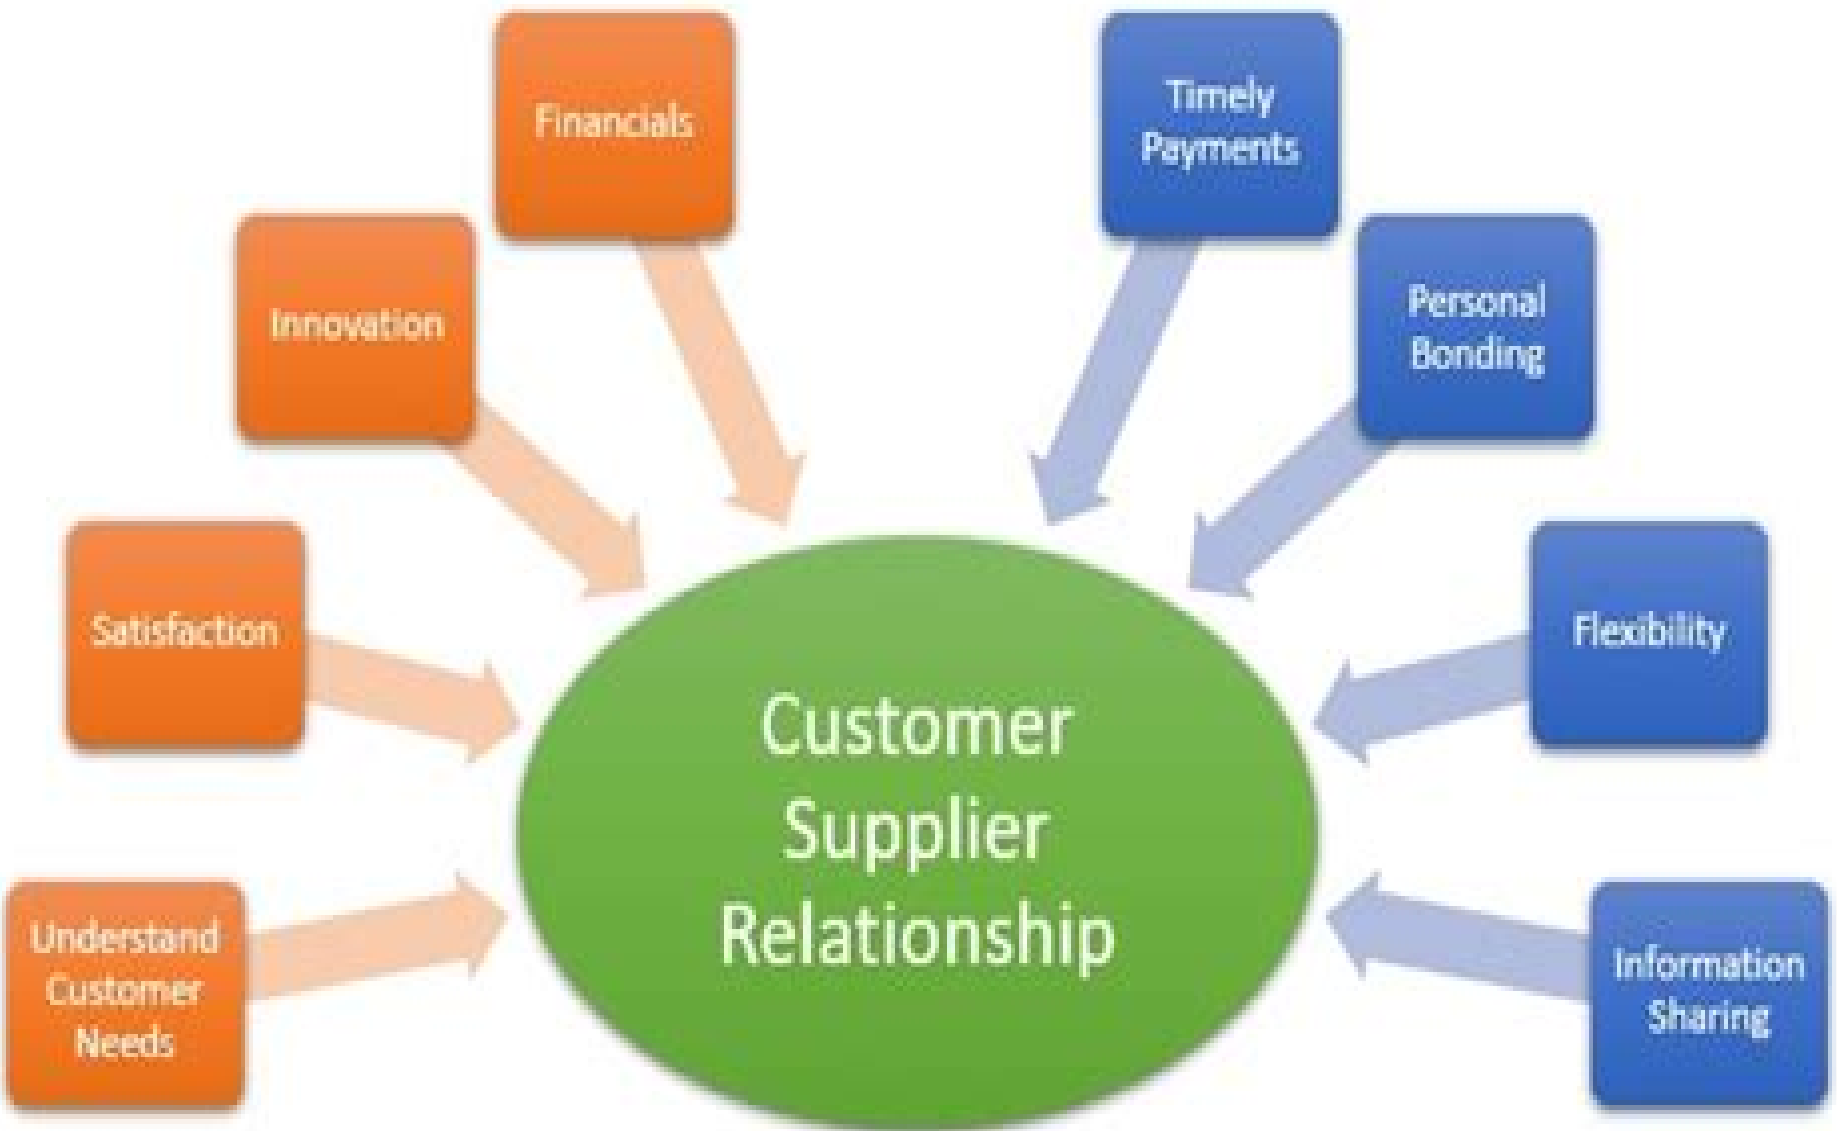 Financials
Timely
Payments
Innovation
Personal
Bonding
Satisfaction
Flexibility
Customer
Supplier
Relationship
Understand
Customer
Needs
Information
Sharing